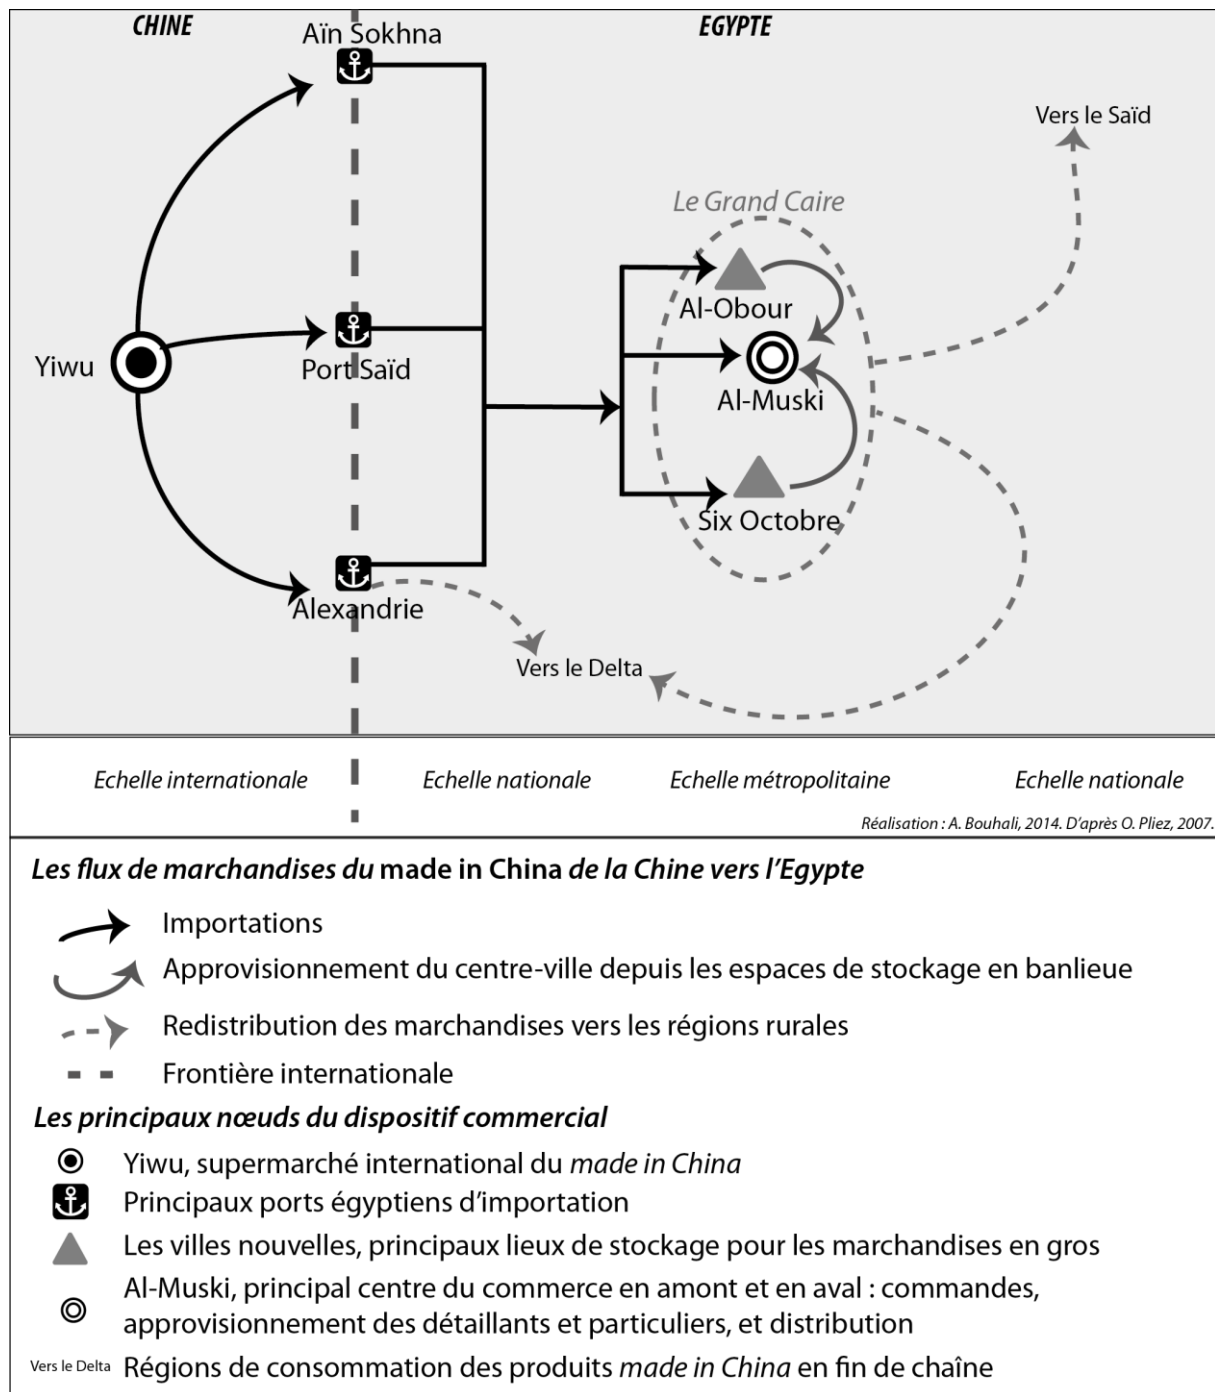 CHINE
EGYPTE
Aïn Sokhna
Vers le Saïd
Le Grand Caire
Al-Obour
Yiwu
Port Saïd
Al-Muski
Six Octobre
Alexandrie
Vers le Delta
Echelle internationale
Echelle nationale
Echelle métropolitaine
Echelle nationale
Réalisation : A. Bouhali, 2014. D'après O. Pliez, 2007.
Les flux de marchandises du made in China de la Chine vers l'Egypte
Importations
Approvisionnement du centre-ville depuis les espaces de stockage en banlieue
Redistribution des marchandises vers les régions rurales
Frontière internationale
Les principaux nœuds du dispositif commercial
Yiwu, supermarché international du made in China
Principaux ports égyptiens d'importation
Les villes nouvelles, principaux lieux de stockage pour les marchandises en gros
Al-Muski, principal centre du commerce en amont et en aval : commandes,
approvisionnement des détaillants et particuliers, et distribution
Vers le Delta Régions de consommation des produits made in China en fin de chaîne